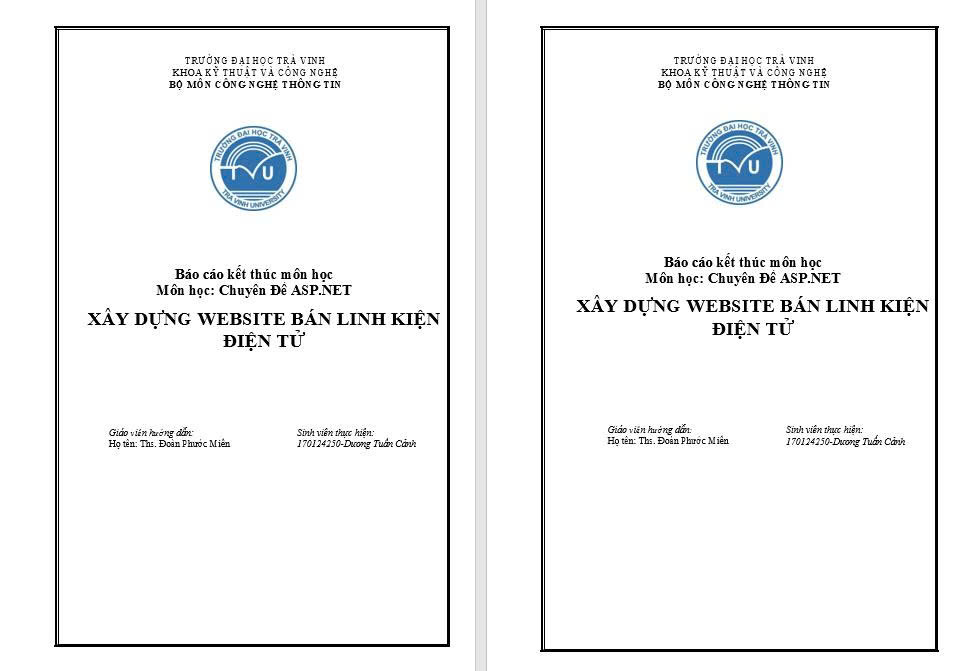 TRƯỜNG ĐẠI HỌC TRÀ VINH
KHOA KỸ THUẬT VÀ CÔNG NGHỆ
BỘ MÔN CÔNG NGHỆ THÔNG TIN
TRƯỜNG ĐẠI HỌC TRÀ VINH
TVU
TRA VINH UNIVERSITY
Báo cáo kết thúc môn học
Môn học: Chuyên Đề ASP.NET
XÂY DỰNG WEBSITE BÁN LINH KIỆN
ĐIỆN TỬ
Giáo viên hướng dẫn:
Họ tên: Ths. Đoàn Phước Miền
Sinh viên thực hiện:
170124250-Dương Tuấn Cảnh
TRƯỜNG ĐẠI HỌC TRÀ VINH
KHOA KỸ THUẬT VÀ CÔNG NGHỆ
BỘ MÔN CÔNG NGHỆ THÔNG TIN
TRƯỜNG ĐẠI HỌC TRÀ VINH
TVU
TRA VINH UNIVERSITY
Báo cáo kết thúc môn học
Môn học: Chuyên Đề ASP.NET
XÂY DỰNG WEBSITE BÁN LINH KIỆN
ĐIỆN TỬ
Giáo viên hướng dẫn:
Họ tên: Ths. Đoàn Phước Miền
Sinh viên thực hiện:
170124250-Dương Tuấn Cảnh